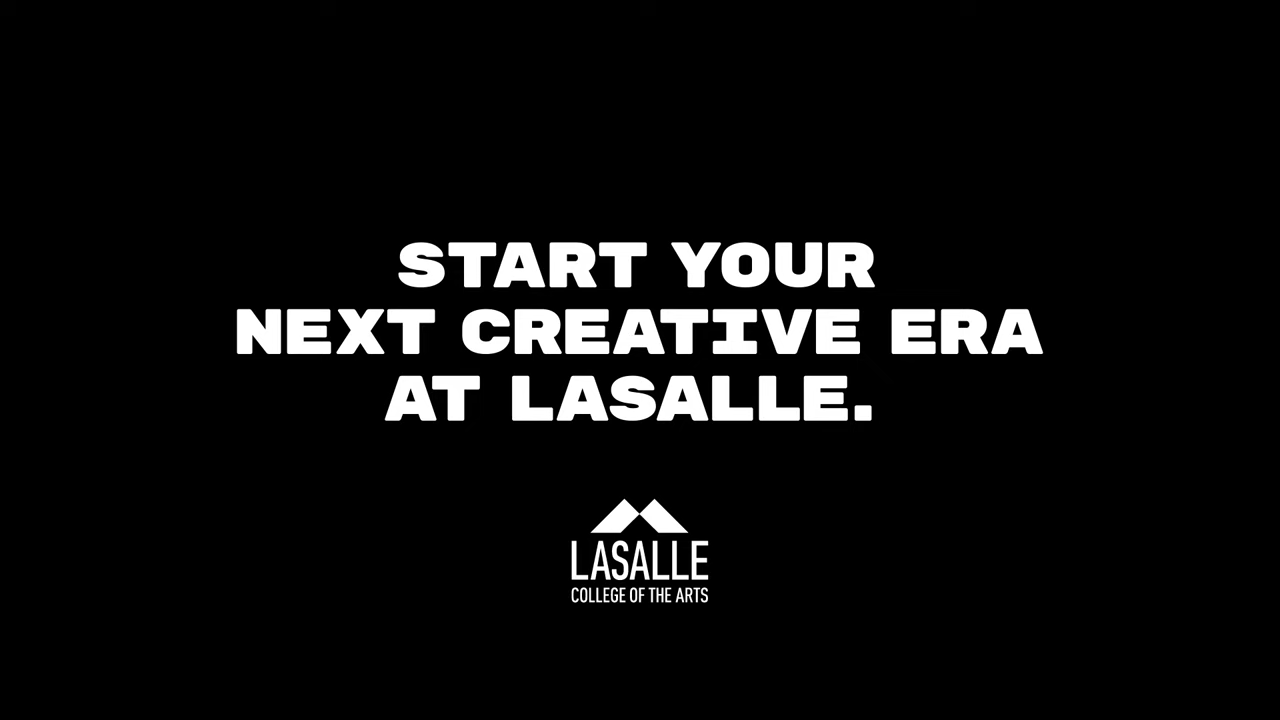 START YOUR
NEXT CREATIVE ERA
AT LASALLE.
LASALLE
COLLEGE OF THE ARTS